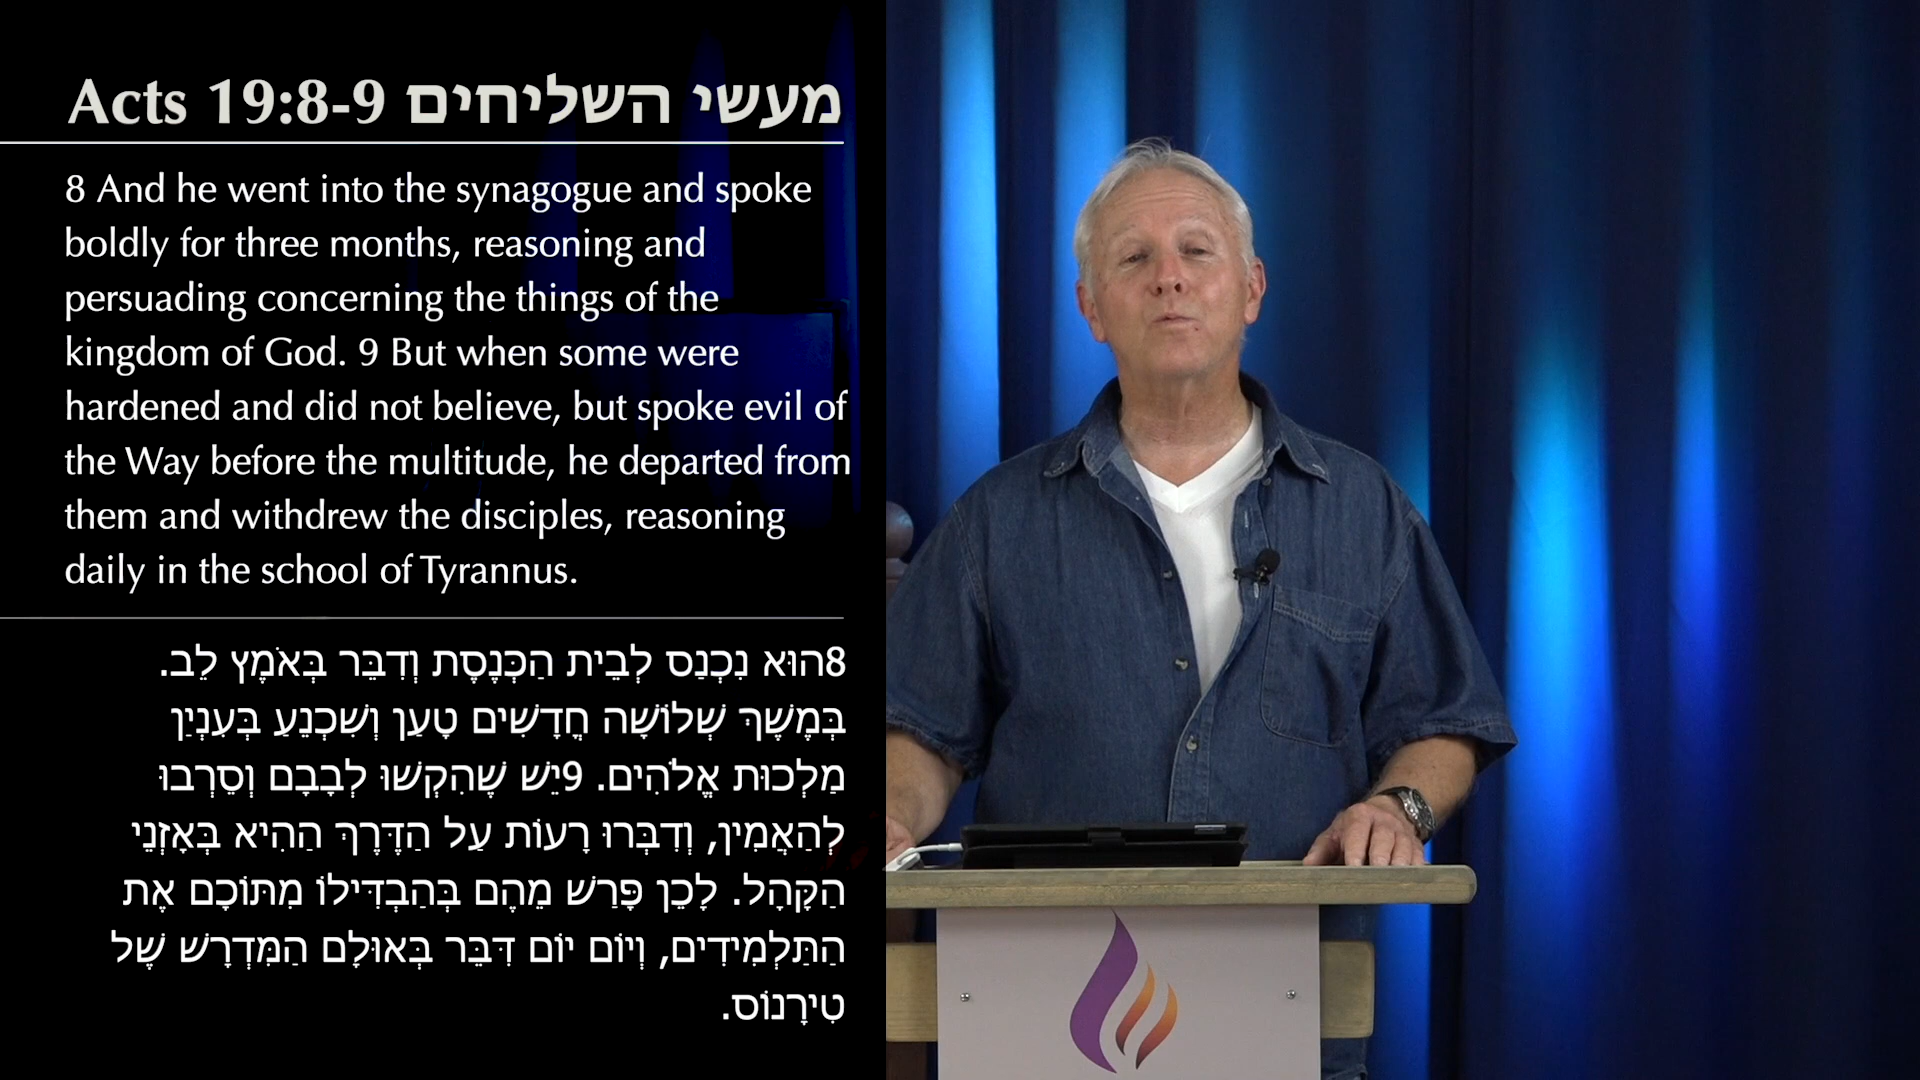 Acts 19:8-9 מעשי השליחים
8 And he went into the synagogue and spoke
boldly for three months, reasoning and
persuading concerning the things of the
kingdom of God. 9 But when some were
hardened and did not believe, but spoke evil of
the Way before the multitude, he departed from
them and withdrew the disciples, reasoning
daily in the school of Tyrannus.
8הוּא נִכְנַס לְבֵית הַכְּנֶסֶת וְדִבֵּר בְּאֹמֶץ לֵב.
בְּמֶשֶׁךְ שְׁלוֹשָׁה חֳדָשִׁים טָעַן וְשִׁכְנֵעַ בְּעִנְיַן
מַלְכוּת אֱלֹהִים. 9יֵשׁ שֶׁהִקְשׁוּ לְבָבָם וְסֵרְבוּ
לְהַאֲמִין, וְדִבְּרוּ רָעוֹת עַל הַדֶּרֶךְ הַהִיא בְּאָזְנֵי
הַקָּהָל. לָכֵן פָּרַשׁ מֵהֶם בְּהַבְדִּילוֹ מִתּוֹכָם אֶת
הַתַּלְמִידִים, וְיוֹם יוֹם דִּבֵּר בְּאוּלָם הַמִּדְרָשׁ שֶׁל
טִירָנוֹס.